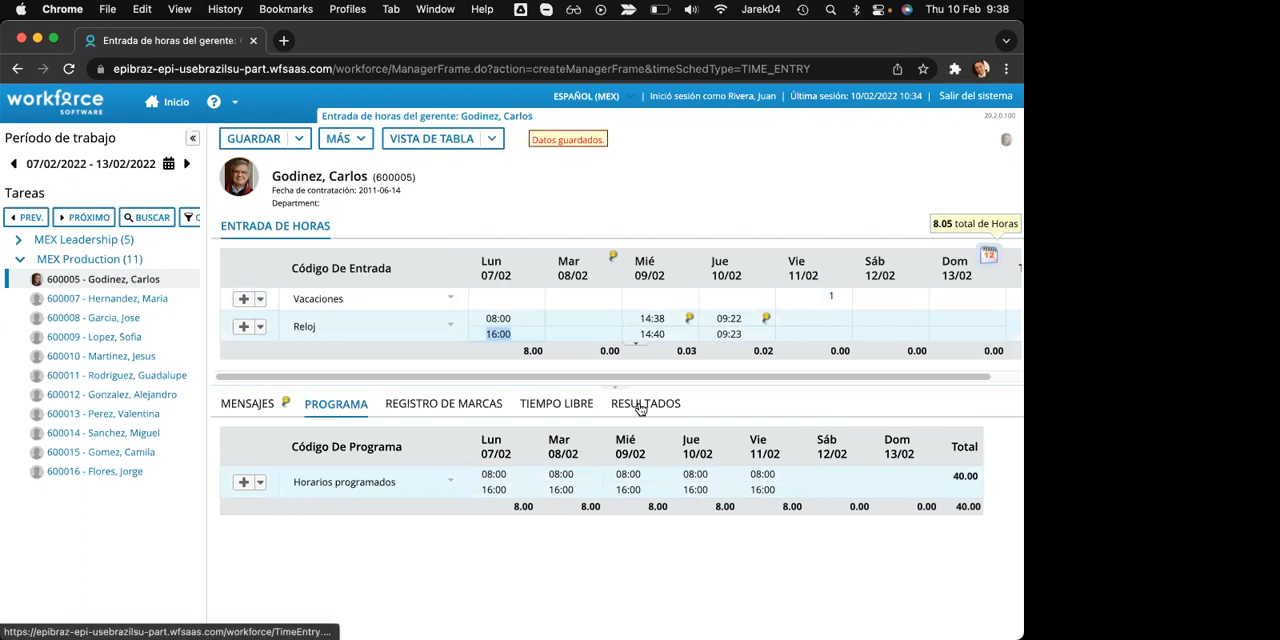 Chrome File Edit View History Bookmarks Profiles Tab Window Help Jarek04 Thu 10 Feb 9:38
Entrada de horas del gerente:
epibraz-epi-usebrazilsu-part.wfsaas.com/workforce/ManagerFrame.do?action=createManagerFrame&timeSchedType=TIME_ENTRY
workforce SOFTWARE
Inicio
ESPAÑOL (MEX) | Inició sesión como Rivera, Juan | Última sesión: 10/02/2022 10:34 | Salir del sistema
Período de trabajo
Entrada de horas del gerente: Godinez, Carlos
20.2.0.100
07/02/2022 - 13/02/2022
GUARDAR MÁS VISTA DE TABLA Datos guardados.
Tareas
PREV. PRÓXIMO BUSCAR C
MEX Leadership (5)
MEX Production (11)
600005 - Godinez, Carlos
600007 - Hernandez, Maria
600008 - Garcia, Jose
600009 - Lopez, Sofia
600010 - Martinez, Jesus
600011 - Rodriguez, Guadalupe
600012 - Gonzalez, Alejandro
600013 - Perez, Valentina
600014 - Sanchez, Miguel
600015 - Gomez, Camila
600016 - Flores, Jorge
Godinez, Carlos (600005)
Fecha de contratación: 2011-06-14
Department:
ENTRADA DE HORAS
8.05 total de Horas
Código De Entrada Lun 07/02 Mar 08/02 Mié 09/02 Jue 10/02 Vie 11/02 Sáb 12/02 Dom 13/02
12
Vacaciones 1
Reloj 08:00 14:38 09:22
16:00 14:40 09:23
8.00 0.00 0.03 0.02 0.00 0.00 0.00
MENSAJES PROGRAMA REGISTRO DE MARCAS TIEMPO LIBRE RESULTADOS
Código De Programa Lun 07/02 Mar 08/02 Mié 09/02 Jue 10/02 Vie 11/02 Sáb 12/02 Dom 13/02 Total
Horarios programados 08:00 08:00 08:00 08:00 08:00 40.00
16:00 16:00 16:00 16:00 16:00
8.00 8.00 8.00 8.00 8.00 0.00 0.00 40.00
https://epibraz-epi-usebrazilsu-part.wfsaas.com/workforce/TimeEntry....